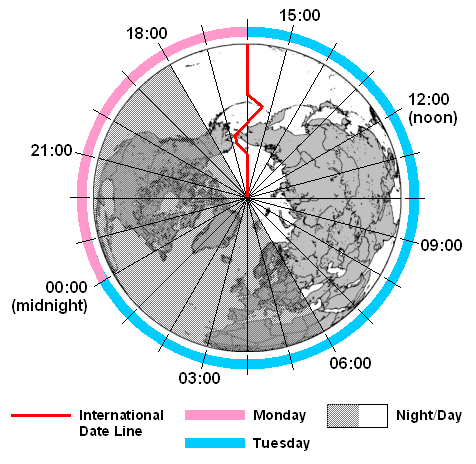 15:00
18:00
12:00
(noon)
21:00
09:00
00:00
(midnight)
06:00
03:00
International
Date Line
Monday
Night/Day
Tuesday